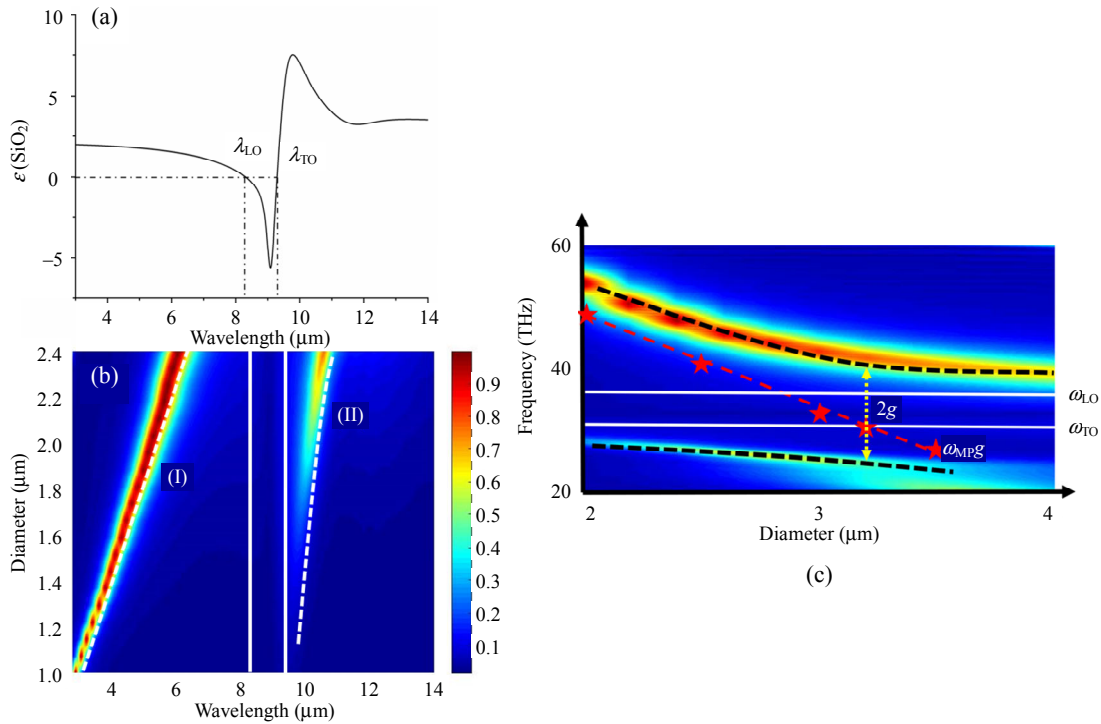 (a)
10
5
0
−5
ε(SiO₂)
λLO
λTO
4
6
8
10
12
14
Wavelength (μm)
(b)
2.4
2.2
2.0
1.8
1.6
1.4
1.2
1.0
Diameter (μm)
(I)
(II)
4
6
8
10
12
14
Wavelength (μm)
0.9
0.8
0.7
0.6
0.5
0.4
0.3
0.2
0.1
60
40
20
Frequency (THz)
2g
ωLO
ωTO
ωMPg
2
3
4
Diameter (μm)
(c)